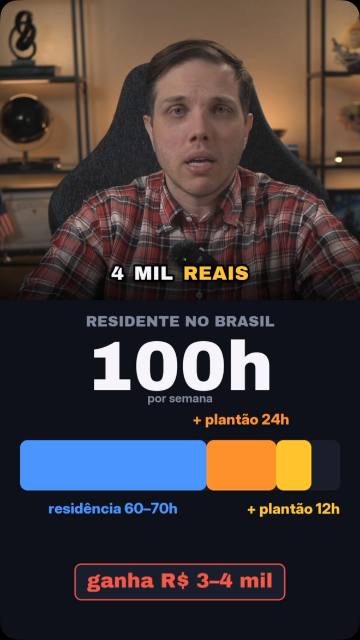 4 MIL REAIS
RESIDENTE NO BRASIL
100h
por semana
+ plantão 24h
residência 60–70h
+ plantão 12h
ganha R$ 3–4 mil